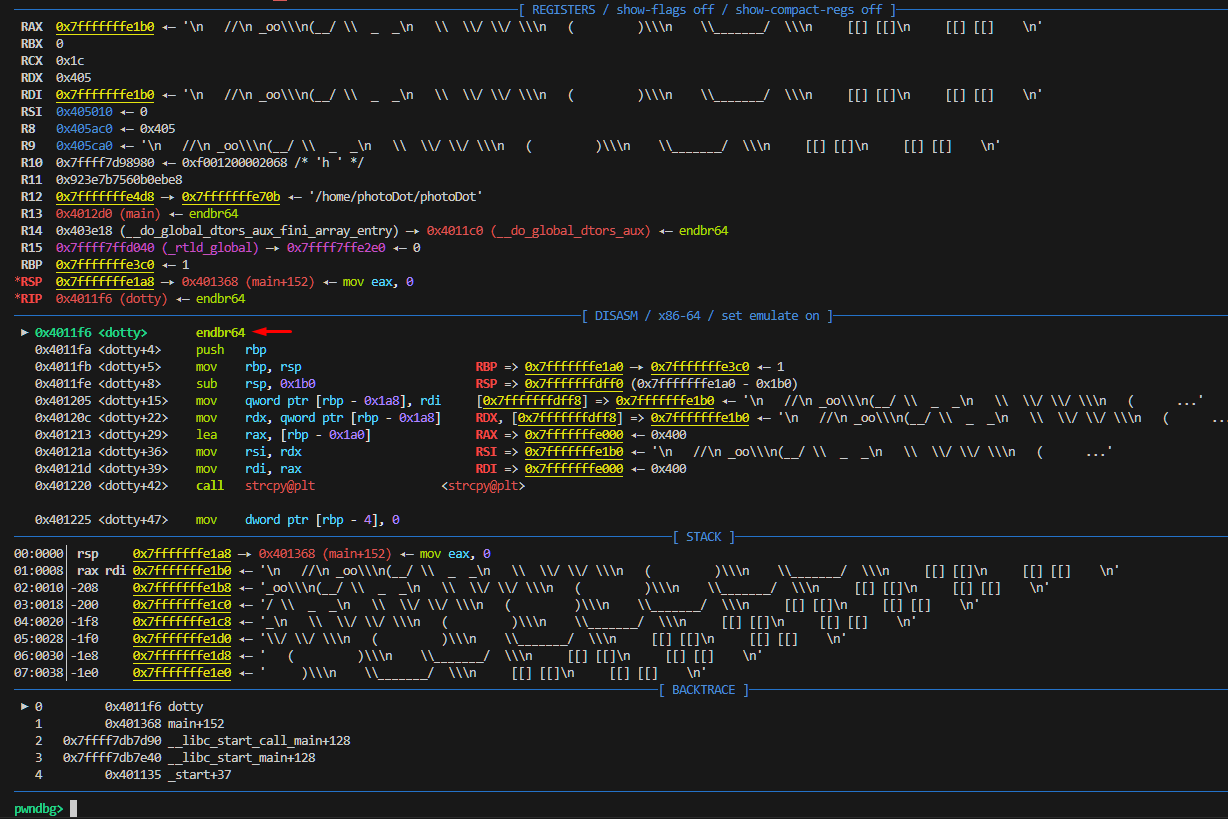 [ REGISTERS / show-flags off / show-compact-regs off ]
RAX  0x7fffffffe1b0 ◂— '\n   //\n _oo\\\n(__/ \\  _  _\n   \\  \\/ \\/ \\\n   (         )\\\n    \\_______/  \\\n     [[] [[]\n     [[] [[]    \n'
RBX  0
RCX  0x1c
RDX  0x405
RDI  0x7fffffffe1b0 ◂— '\n   //\n _oo\\\n(__/ \\  _  _\n   \\  \\/ \\/ \\\n   (         )\\\n    \\_______/  \\\n     [[] [[]\n     [[] [[]    \n'
RSI  0x405010 ◂— 0
R8   0x405ac0 ◂— 0x405
R9   0x405ca0 ◂— '\n   //\n _oo\\\n(__/ \\  _  _\n   \\  \\/ \\/ \\\n   (         )\\\n    \\_______/  \\\n     [[] [[]\n     [[] [[]    \n'
R10  0x7ffff7d98980 ◂— 0xf001200002068 /* 'h ' */
R11  0x923e7b7560b0ebe8
R12  0x7fffffffe4d8 —▸ 0x7fffffffe70b ◂— '/home/photoDot/photoDot'
R13  0x4012d0 (main) ◂— endbr64
R14  0x403e18 (__do_global_dtors_aux_fini_array_entry) —▸ 0x4011c0 (__do_global_dtors_aux) ◂— endbr64
R15  0x7ffff7ffd040 (_rtld_global) —▸ 0x7ffff7ffe2e0 ◂— 0
RBP  0x7fffffffe3c0 ◂— 1
*RSP  0x7fffffffe1a8 —▸ 0x401368 (main+152) ◂— mov eax, 0
*RIP  0x4011f6 (dotty) ◂— endbr64
[ DISASM / x86-64 / set emulate on ]
► 0x4011f6 <dotty>       endbr64
0x4011fa <dotty+4>     push   rbp
0x4011fb <dotty+5>     mov    rbp, rsp                         RBP => 0x7fffffffe1a0 —▸ 0x7fffffffe3c0 ◂— 1
0x4011fe <dotty+8>     sub    rsp, 0x1b0                       RSP => 0x7fffffffdff0 (0x7fffffffe1a0 - 0x1b0)
0x401205 <dotty+15>    mov    qword ptr [rbp - 0x1a8], rdi     [0x7fffffffdff8] => 0x7fffffffe1b0 ◂— '\n   //\n _oo\\\n(__/ \\  _  _\n   \\  \\/ \\/ \\\n   (      ...'
0x40120c <dotty+22>    mov    rdx, qword ptr [rbp - 0x1a8]     RDX, [0x7fffffffdff8] => 0x7fffffffe1b0 ◂— '\n   //\n _oo\\\n(__/ \\  _  _\n   \\  \\/ \\/ \\\n   (      ...
0x401213 <dotty+29>    lea    rax, [rbp - 0x1a0]               RAX => 0x7fffffffe000 ◂— 0x400
0x40121a <dotty+36>    mov    rsi, rdx                         RSI => 0x7fffffffe1b0 ◂— '\n   //\n _oo\\\n(__/ \\  _  _\n   \\  \\/ \\/ \\\n   (      ...'
0x40121d <dotty+39>    mov    rdi, rax                         RDI => 0x7fffffffe000 ◂— 0x400
0x401220 <dotty+42>    call   strcpy@plt                  <strcpy@plt>
0x401225 <dotty+47>    mov    dword ptr [rbp - 4], 0
[ STACK ]
00:0000│ rsp     0x7fffffffe1a8 —▸ 0x401368 (main+152) ◂— mov eax, 0
01:0008│ rax rdi 0x7fffffffe1b0 ◂— '\n   //\n _oo\\\n(__/ \\  _  _\n   \\  \\/ \\/ \\\n   (         )\\\n    \\_______/  \\\n     [[] [[]\n     [[] [[]    \n'
02:0010│-208     0x7fffffffe1b8 ◂— '_oo\\\n(__/ \\  _  _\n   \\  \\/ \\/ \\\n   (         )\\\n    \\_______/  \\\n     [[] [[]\n     [[] [[]    \n'
03:0018│-200     0x7fffffffe1c0 ◂— '/ \\  _  _\n   \\  \\/ \\/ \\\n   (         )\\\n    \\_______/  \\\n     [[] [[]\n     [[] [[]    \n'
04:0020│-1f8     0x7fffffffe1c8 ◂— '_\n   \\  \\/ \\/ \\\n   (         )\\\n    \\_______/  \\\n     [[] [[]\n     [[] [[]    \n'
05:0028│-1f0     0x7fffffffe1d0 ◂— '\\/ \\/ \\\n   (         )\\\n    \\_______/  \\\n     [[] [[]\n     [[] [[]    \n'
06:0030│-1e8     0x7fffffffe1d8 ◂— '   (         )\\\n    \\_______/  \\\n     [[] [[]\n     [[] [[]    \n'
07:0038│-1e0     0x7fffffffe1e0 ◂— '     )\\\n    \\_______/  \\\n     [[] [[]\n     [[] [[]    \n'
[ BACKTRACE ]
► 0         0x4011f6 dotty
1         0x401368 main+152
2   0x7ffff7db7d90 __libc_start_call_main+128
3   0x7ffff7db7e40 __libc_start_main+128
4         0x401135 _start+37
pwndbg>